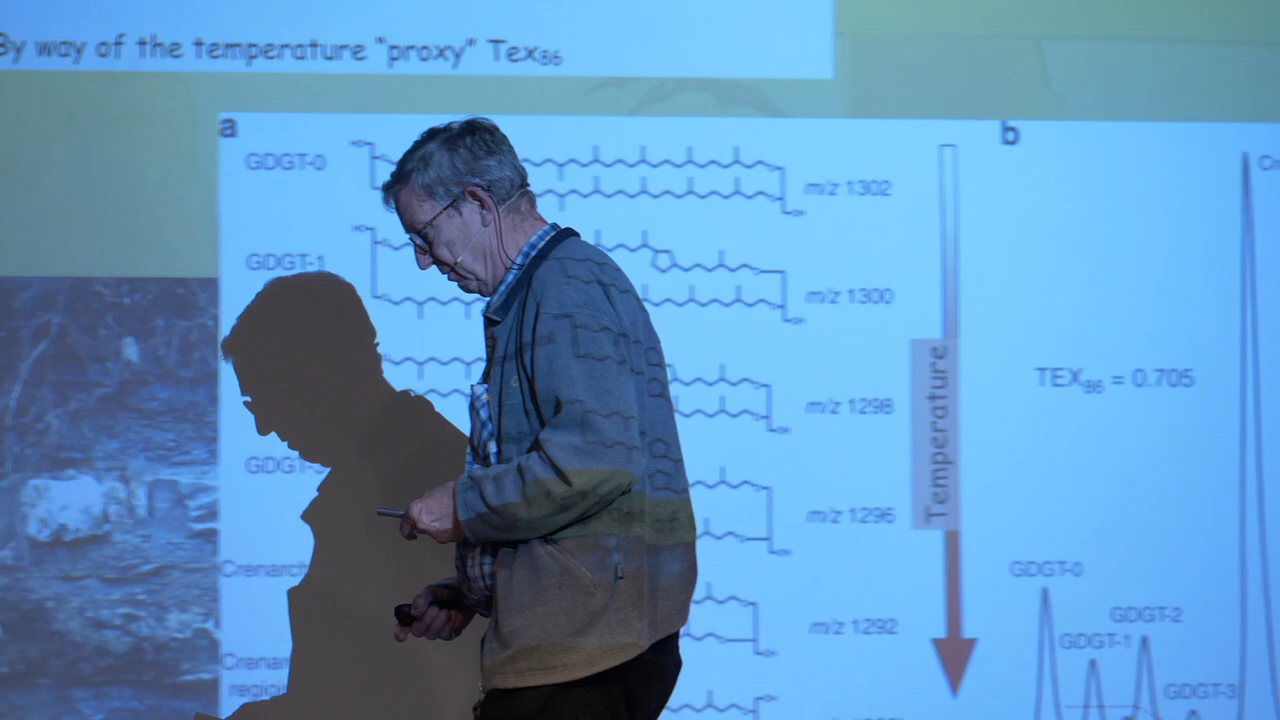 By way of the temperature "proxy" Tex₈₆
a
b
GDGT-0
m/z 1302
GDGT-1
m/z 1300
m/z 1298
Temperature
TEX₈₆ = 0.705
GDGT-3
m/z 1296
Crenarch
m/z 1292
GDGT-0
GDGT-2
GDGT-1
GDGT-3
Crenar
regioi